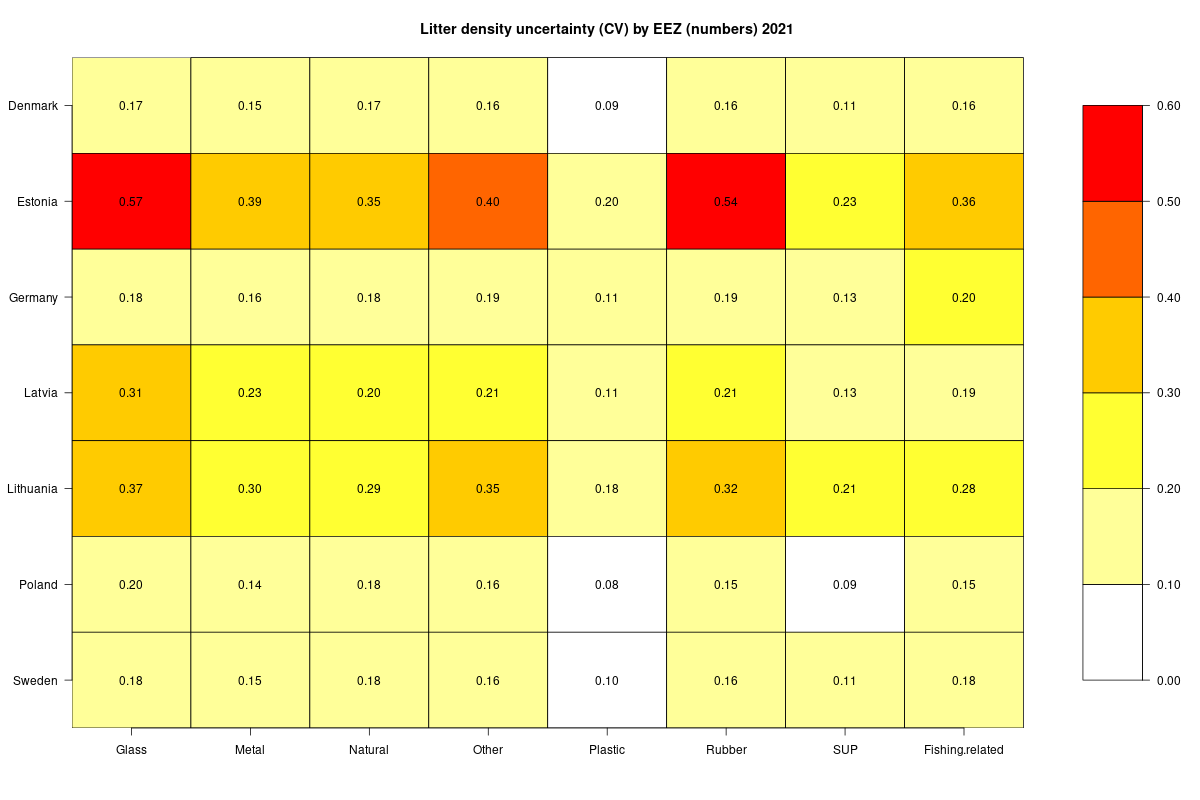 Litter density uncertainty (CV) by EEZ (numbers) 2021
Denmark 0.17 0.15 0.17 0.16 0.09 0.16 0.11 0.16
Estonia 0.57 0.39 0.35 0.40 0.20 0.54 0.23 0.36
Germany 0.18 0.16 0.18 0.19 0.11 0.19 0.13 0.20
Latvia 0.31 0.23 0.20 0.21 0.11 0.21 0.13 0.19
Lithuania 0.37 0.30 0.29 0.35 0.18 0.32 0.21 0.28
Poland 0.20 0.14 0.18 0.16 0.08 0.15 0.09 0.15
Sweden 0.18 0.15 0.18 0.16 0.10 0.16 0.11 0.18
Glass Metal Natural Other Plastic Rubber SUP Fishing.related
0.60
0.50
0.40
0.30
0.20
0.10
0.00